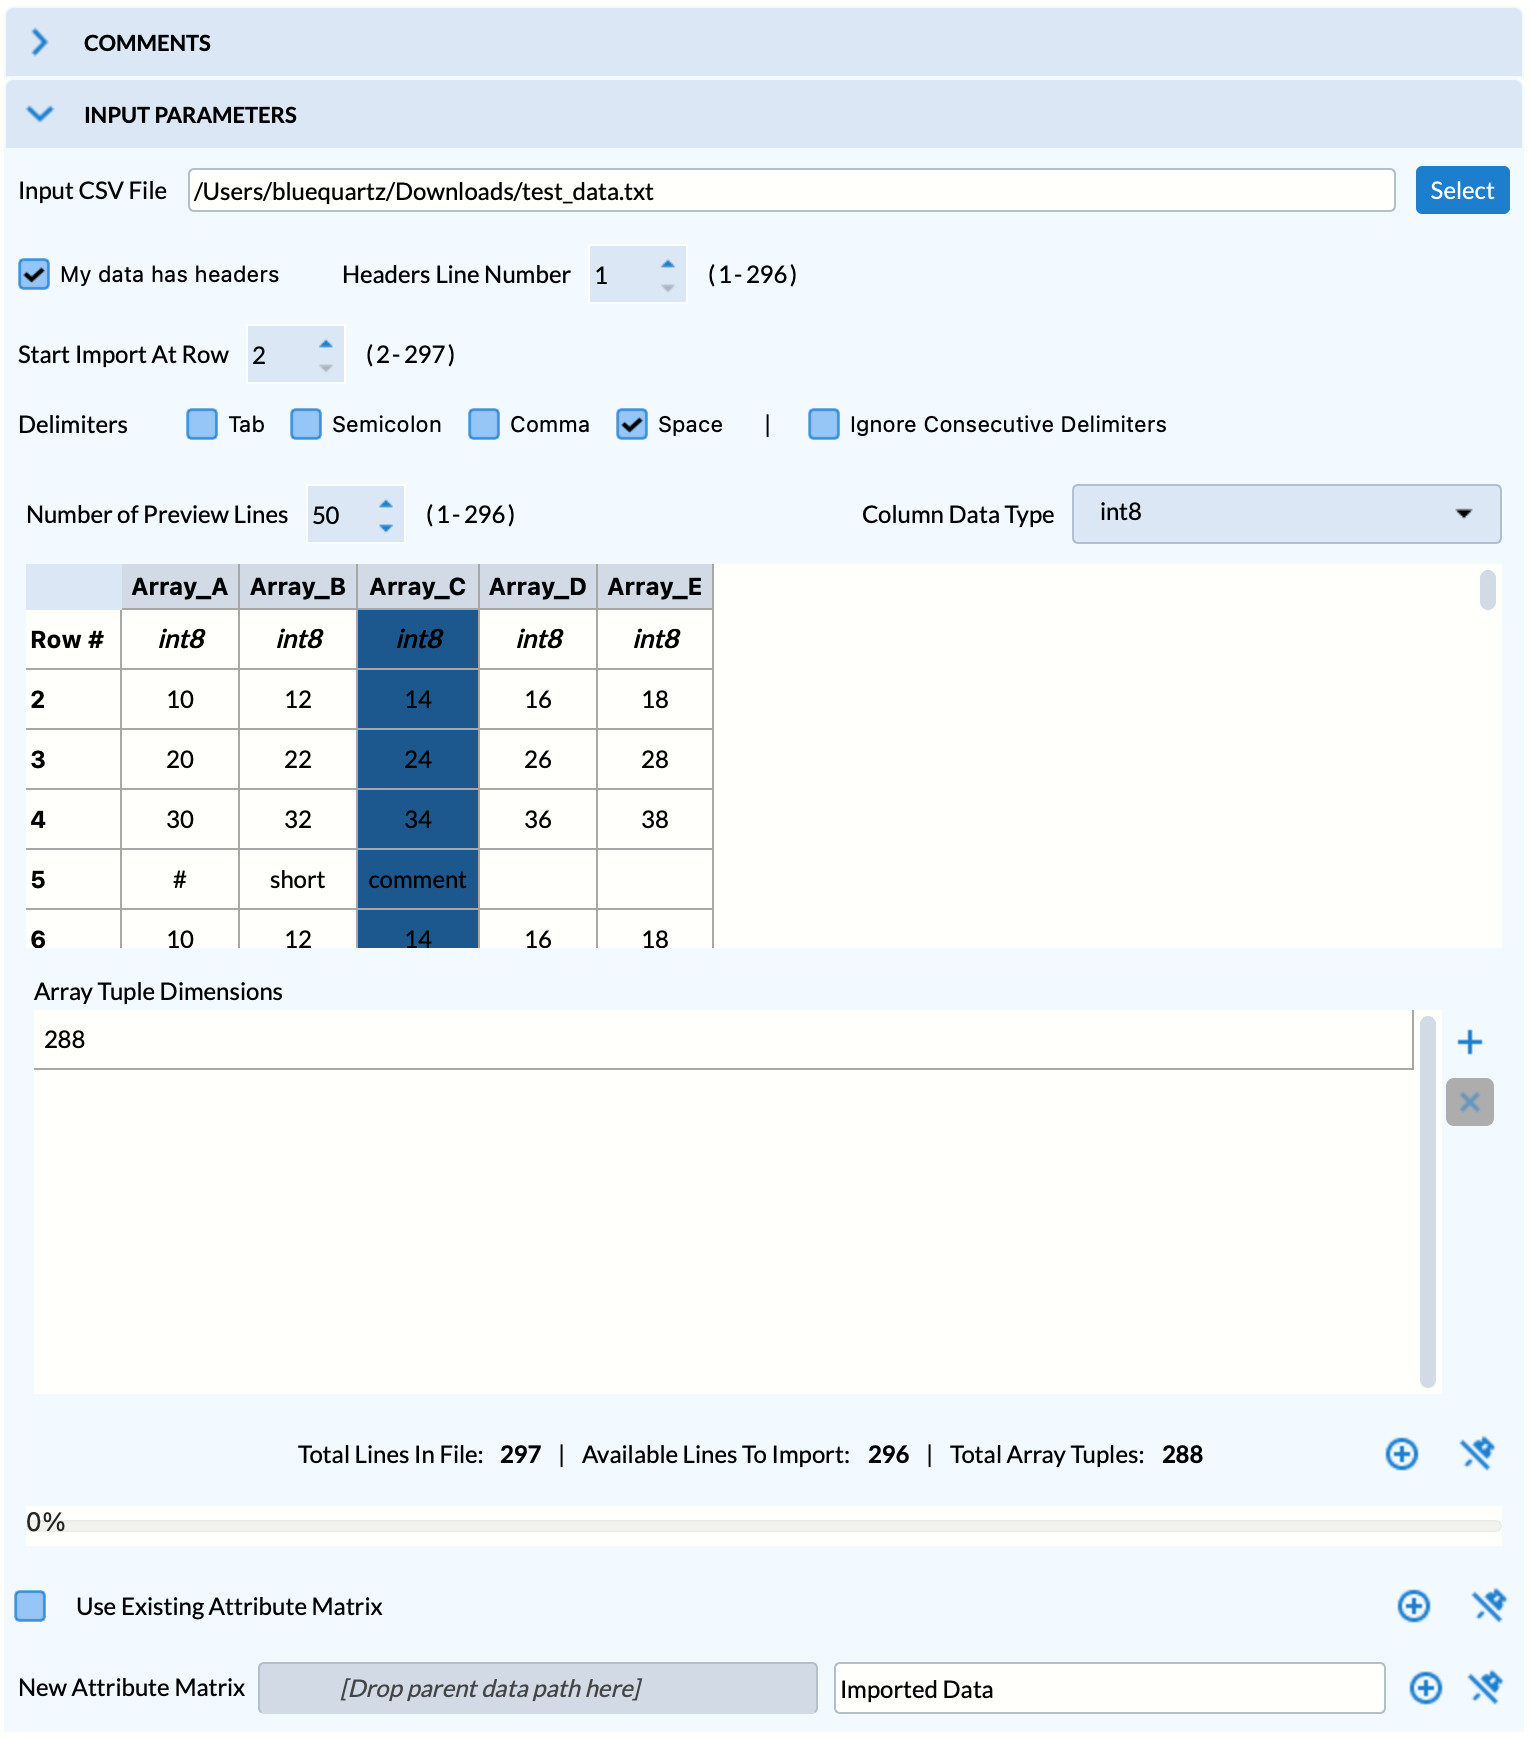 COMMENTS
INPUT PARAMETERS
Input CSV File /Users/bluequartz/Downloads/test_data.txt Select
My data has headers Headers Line Number 1 (1-296)
Start Import At Row 2 (2-297)
Delimiters Tab Semicolon Comma Space | Ignore Consecutive Delimiters
Number of Preview Lines 50 (1-296) Column Data Type int8
Array_A Array_B Array_C Array_D Array_E
Row # int8 int8 int8 int8 int8
2 10 12 14 16 18
3 20 22 24 26 28
4 30 32 34 36 38
5 # short comment
6 10 12 14 16 18
Array Tuple Dimensions
288
Total Lines In File: 297 | Available Lines To Import: 296 | Total Array Tuples: 288
0%
Use Existing Attribute Matrix
New Attribute Matrix [Drop parent data path here] Imported Data